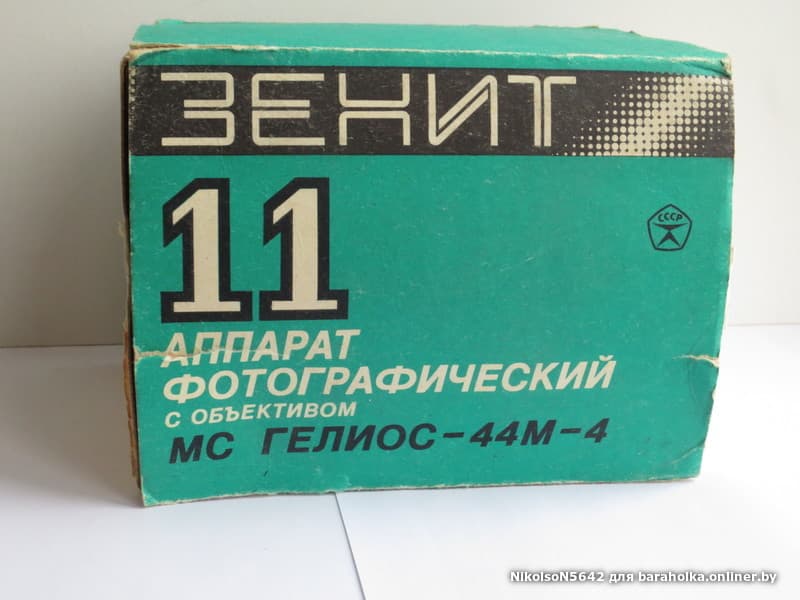 ЗЕНИТ
11
СССР
АППАРАТ
ФОТОГРАФИЧЕСКИЙ
С ОБЪЕКТИВОМ
МС ГЕЛИОС-44М-4
NikolsoN5642 для baraholka.onliner.by